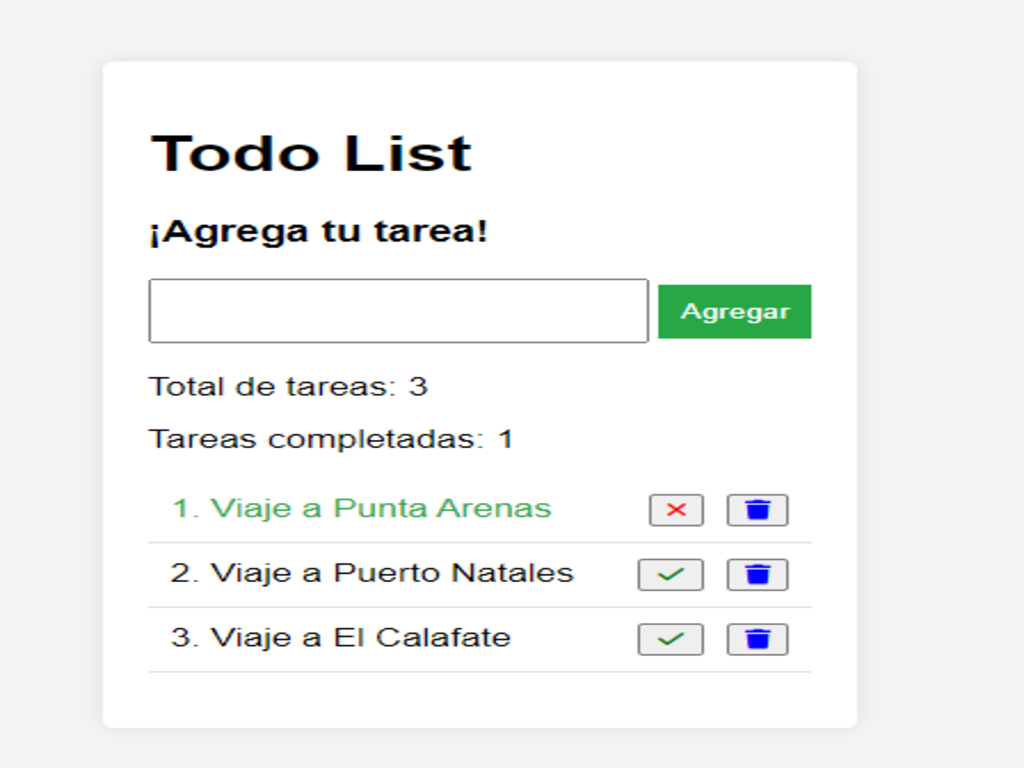 Todo List
¡Agrega tu tarea!
Agregar
Total de tareas: 3
Tareas completadas: 1
1. Viaje a Punta Arenas
2. Viaje a Puerto Natales
3. Viaje a El Calafate